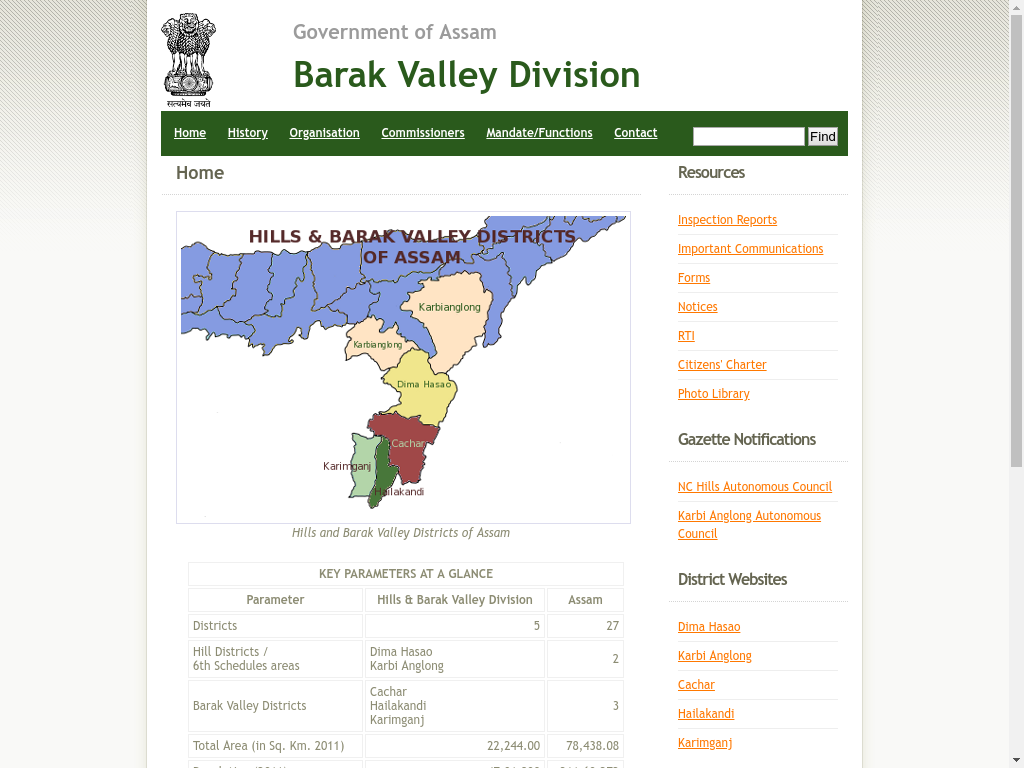 सत्यमेव जयते
Government of Assam
Barak Valley Division
Home History Organisation Commissioners Mandate/Functions Contact Find
Home
HILLS & BARAK VALLEY DISTRICTS
OF ASSAM
Karbianglong
Karbianglong
Dima Hasao
Cachar
Karimganj
Hailakandi
Hills and Barak Valley Districts of Assam
KEY PARAMETERS AT A GLANCE
Parameter Hills & Barak Valley Division Assam
Districts 5 27
Hill Districts /
6th Schedules areas
Dima Hasao
Karbi Anglong
2
Barak Valley Districts
Cachar
Hailakandi
Karimganj
3
Total Area (in Sq. Km. 2011) 22,244.00 78,438.08
Resources
Inspection Reports
Important Communications
Forms
Notices
RTI
Citizens' Charter
Photo Library
Gazette Notifications
NC Hills Autonomous Council
Karbi Anglong Autonomous
Council
District Websites
Dima Hasao
Karbi Anglong
Cachar
Hailakandi
Karimganj